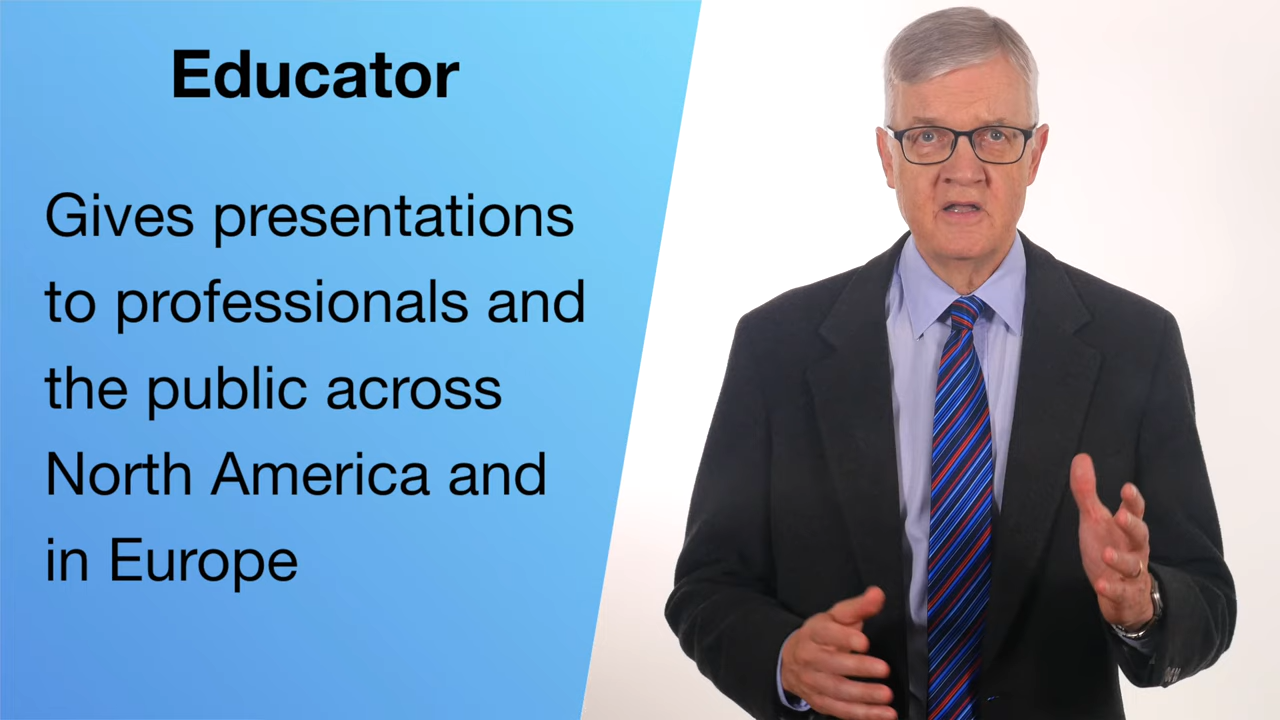 Educator
Gives presentations
to professionals and
the public across
North America and
in Europe